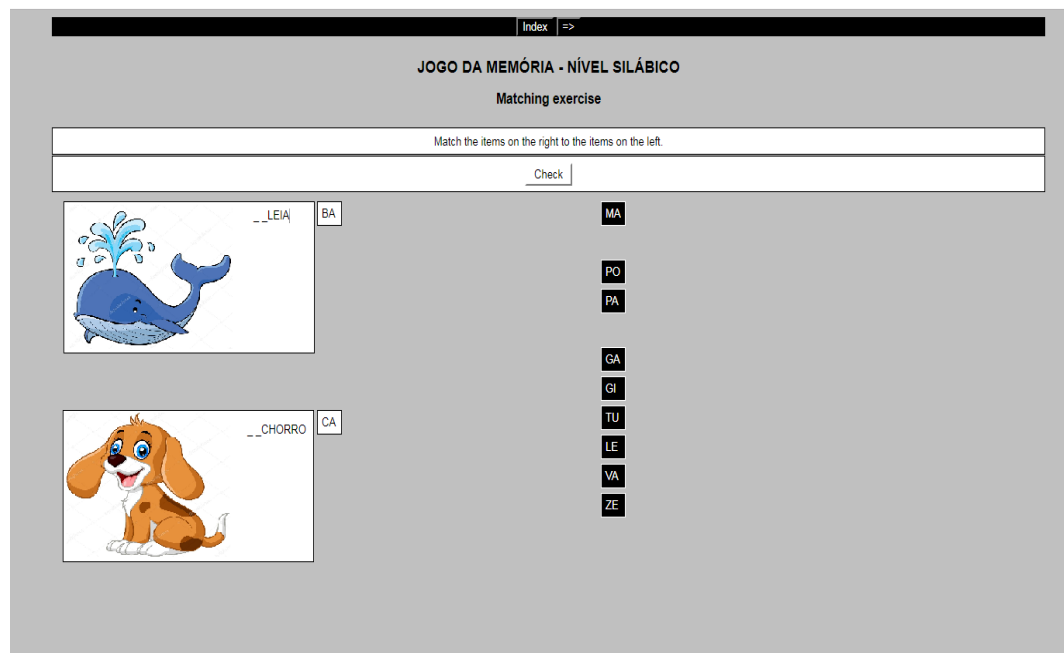 Index =>
JOGO DA MEMÓRIA - NÍVEL SILÁBICO
Matching exercise
Match the items on the right to the items on the left.
Check
_ _LEIA BA MA
PO
PA
GA
GI
_ _CHORRO CA TU
LE
VA
ZE